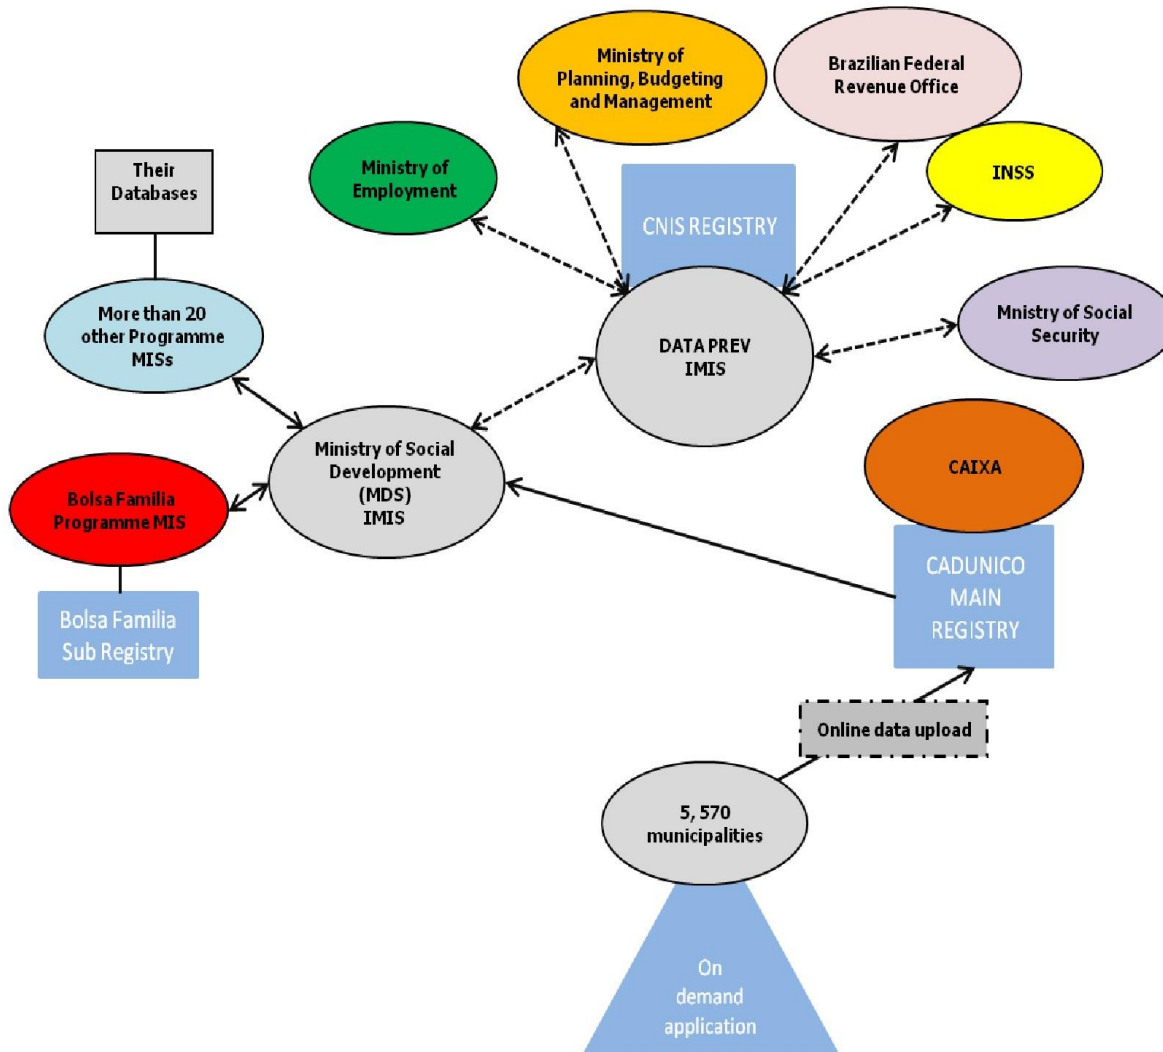 Ministry of
Planning, Budgeting
and Management
Brazilian Federal
Revenue Office
Their
Databases
Ministry of
Employment
INSS
CNIS REGISTRY
More than 20
other Programme
MISs
Mnistry of Social
Security
DATA PREV
IMIS
Ministry of Social
Development
(MDS)
IMIS
CAIXA
Bolsa Familia
Programme MIS
CADUNICO
MAIN
REGISTRY
Bolsa Familia
Sub Registry
Online data upload
5, 570
municipalities
On
demand
application